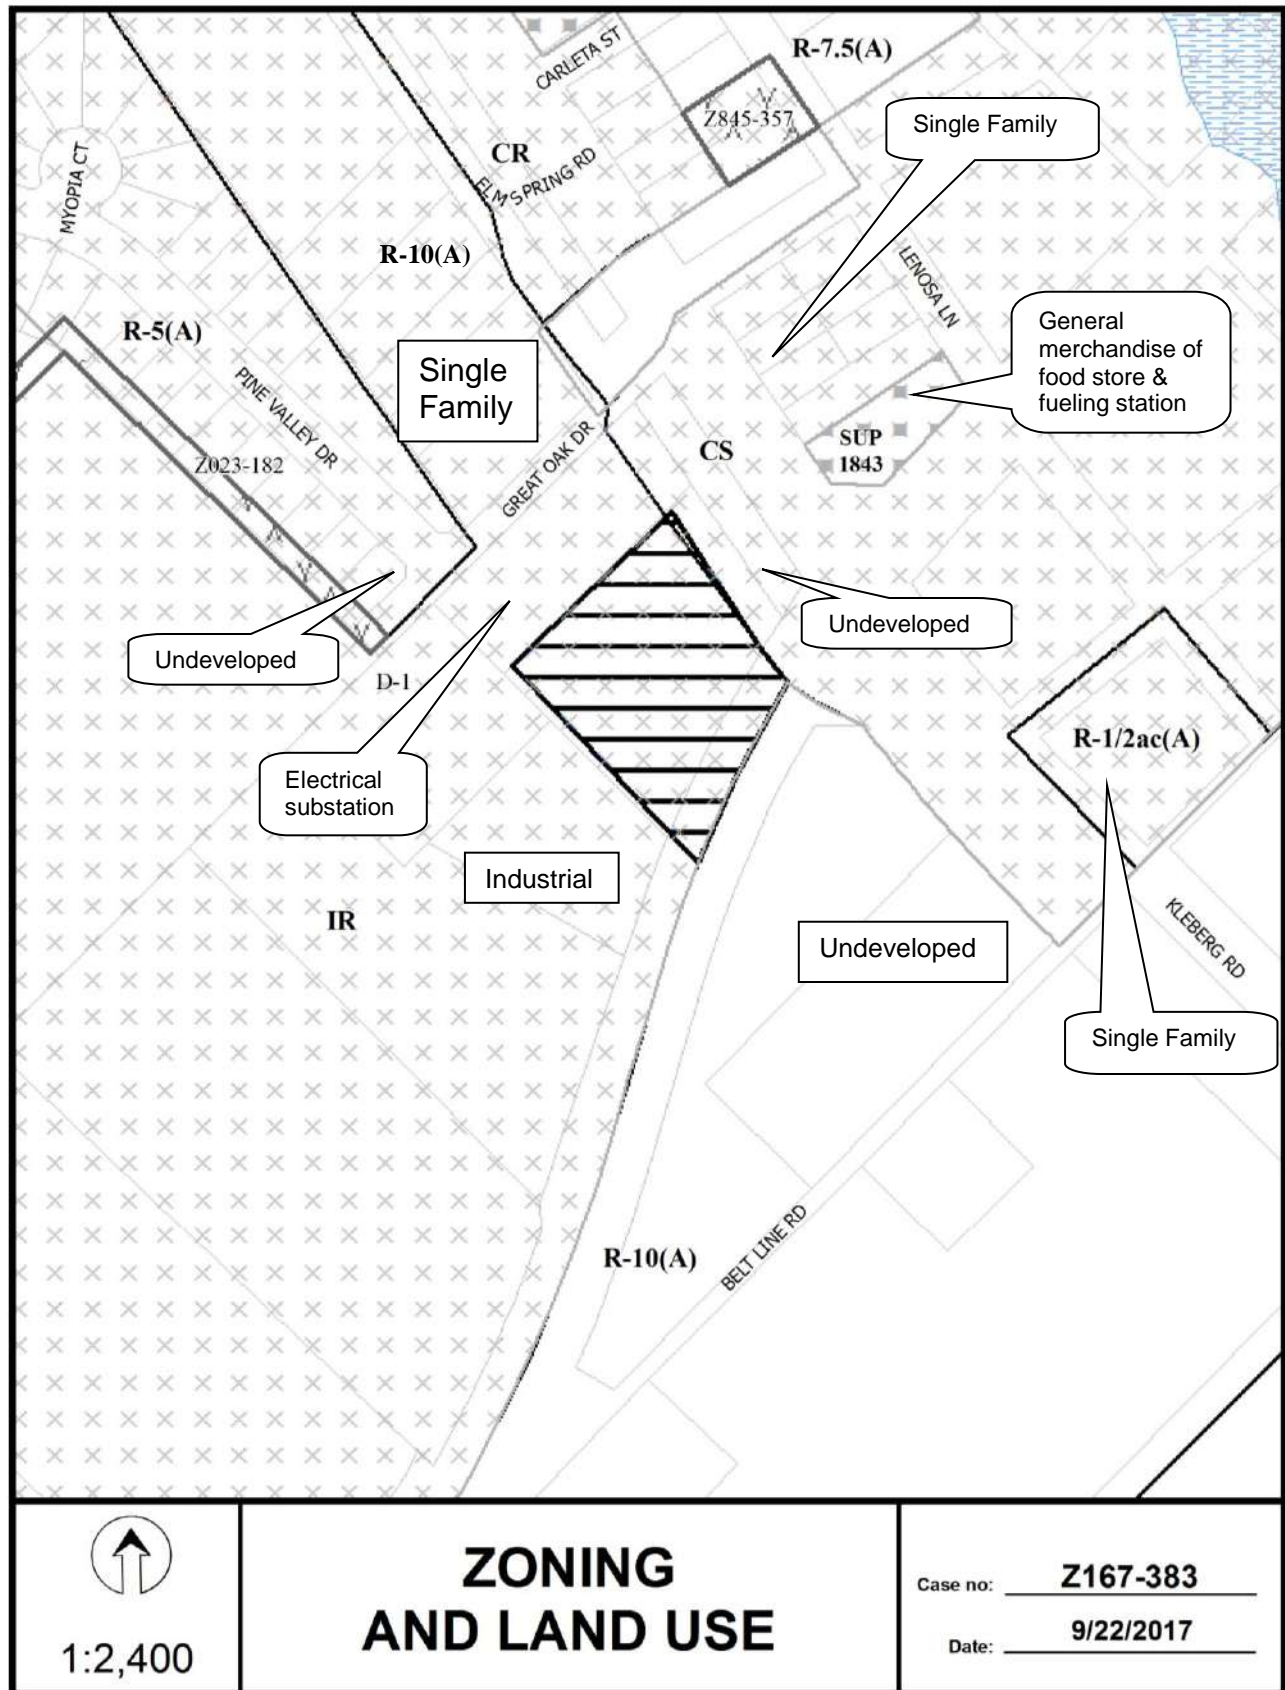 R-7.5(A)
CARLETA ST
Z845-357
Single Family
CR
ELMSPRING RD
MYOPIA CT
R-10(A)
LENOSA LN
General
merchandise of
food store &
fueling station
R-5(A)
Single
Family
PINE VALLEY DR
Z023-182
GREAT OAK DR
CS
SUP
1843
Undeveloped
Undeveloped
D-1
R-1/2ac(A)
Electrical
substation
Industrial
IR
Undeveloped
KLEBERG RD
Single Family
BELT LINE RD
R-10(A)
1:2,400
ZONING
AND LAND USE
Case no: Z167-383
Date: 9/22/2017